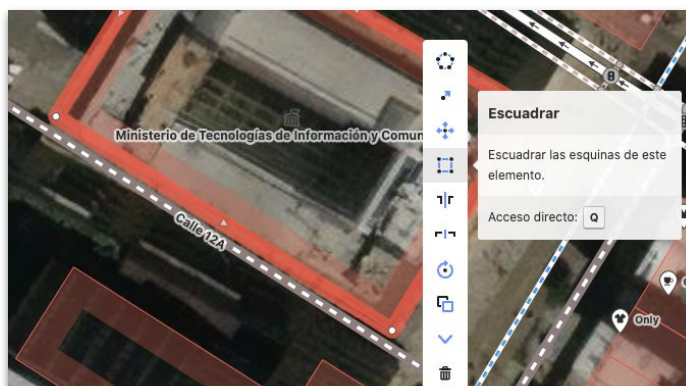 Ministerio de Tecnologías de Información y Comun
Calle 12A
Escuadrar
Escuadrar las esquinas de este
elemento.
Acceso directo: Q
Only